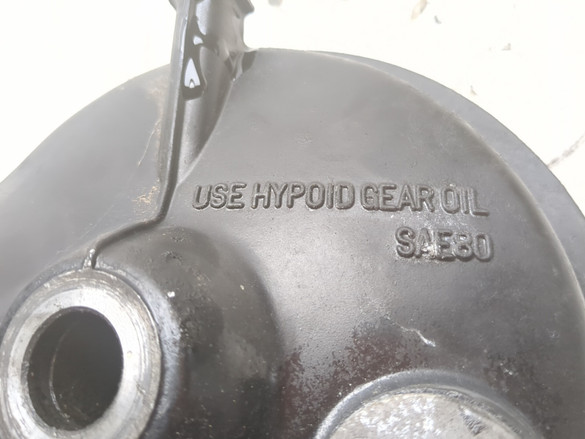 USE HYPOID GEAR OIL
SAE80